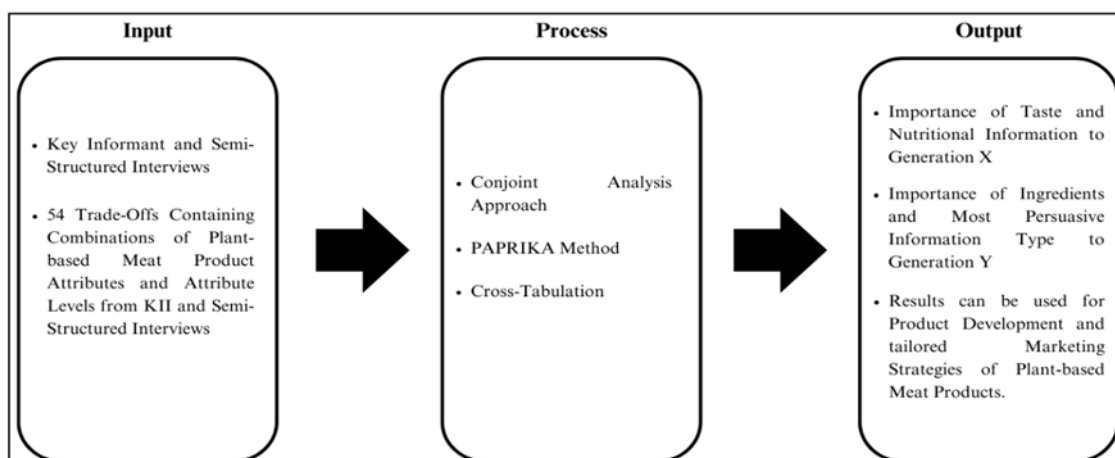 Input
Process
Output
• Key Informant and Semi-
Structured Interviews
• 54 Trade-Offs Containing
Combinations of Plant-
based Meat Product
Attributes and Attribute
Levels from KII and Semi-
Structured Interviews
• Conjoint Analysis
Approach
• PAPRIKA Method
• Cross-Tabulation
• Importance of Taste and
Nutritional Information to
Generation X
• Importance of Ingredients
and Most Persuasive
Information Type to
Generation Y
• Results can be used for
Product Development and
tailored Marketing
Strategies of Plant-based
Meat Products.